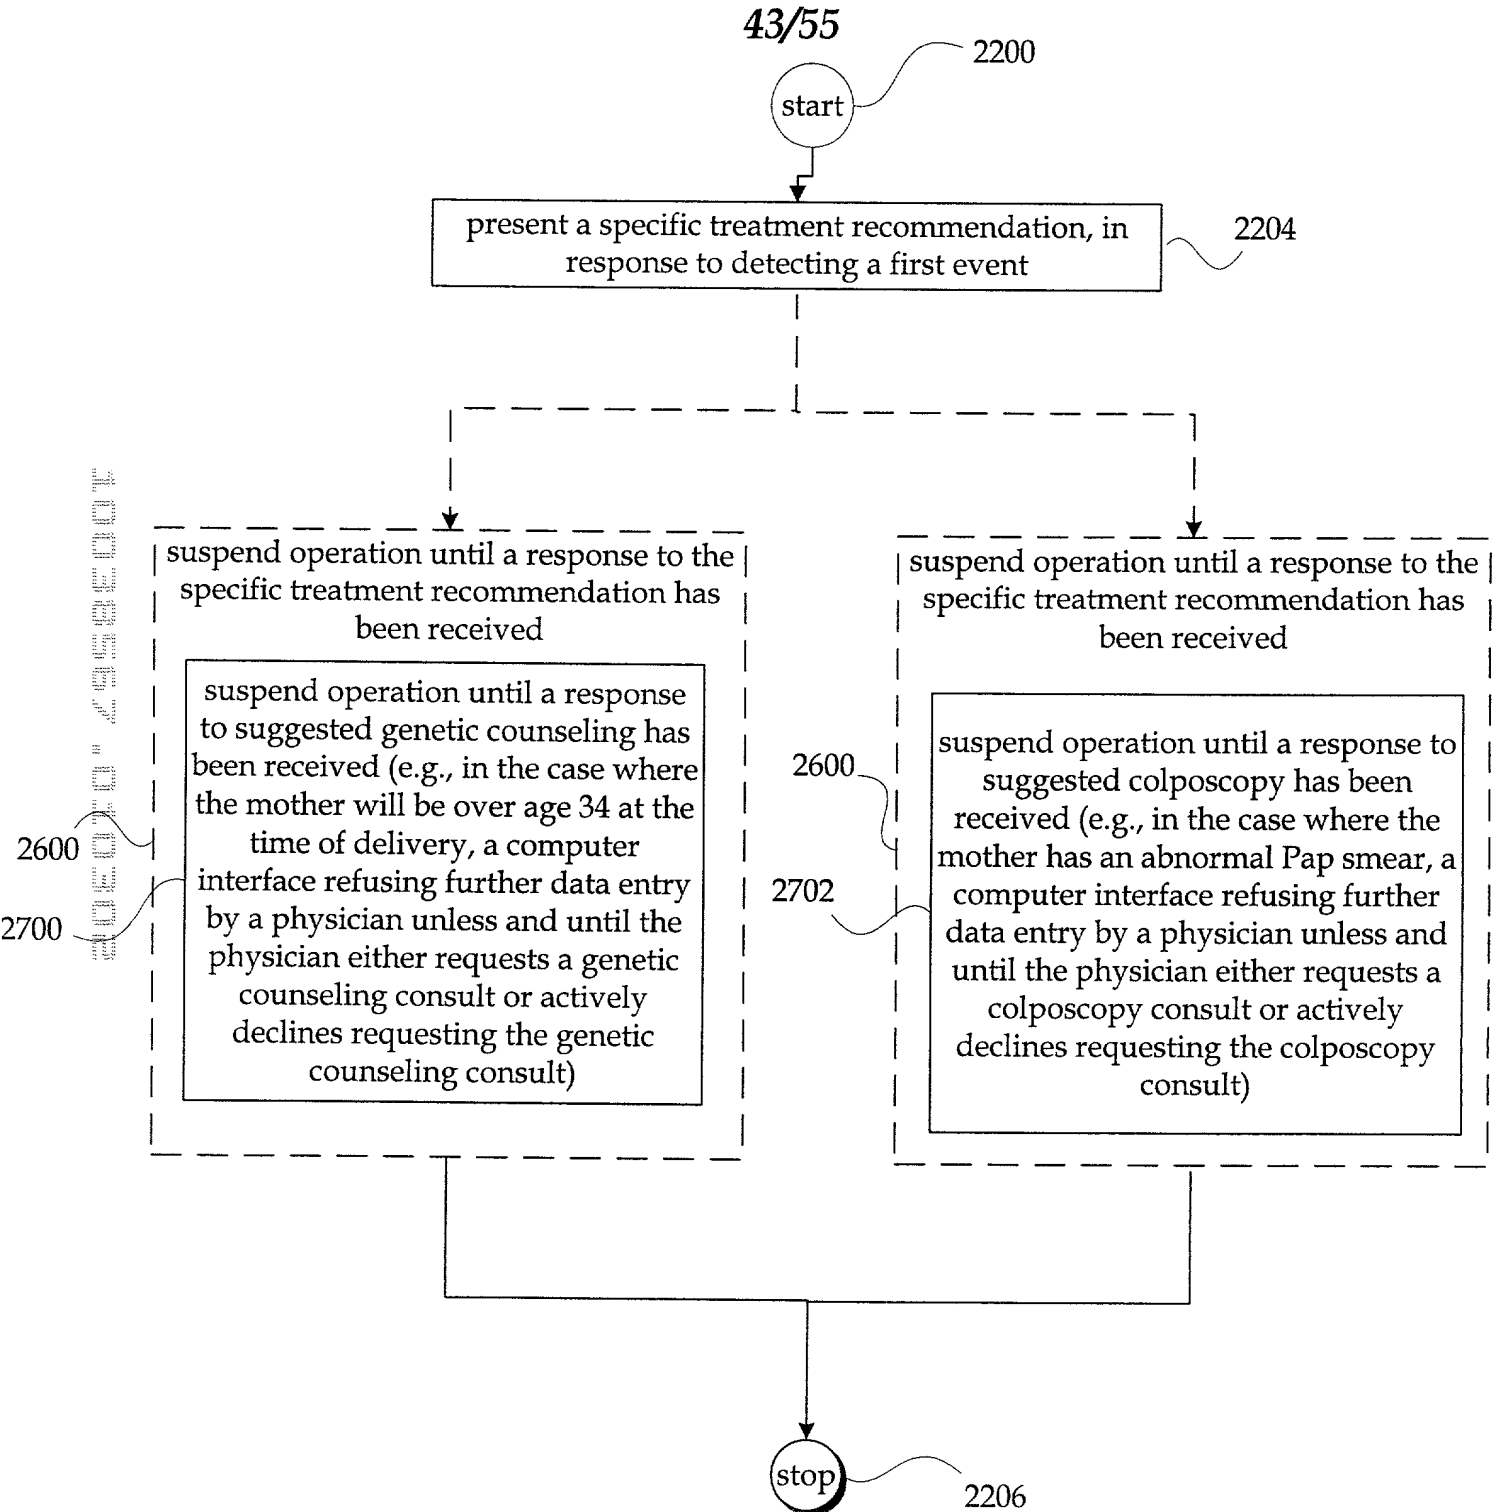 43/55
2200
start
present a specific treatment recommendation, in
response to detecting a first event
2204
suspend operation until a response to the
specific treatment recommendation has
been received
suspend operation until a response
to suggested genetic counseling has
been received (e.g., in the case where
the mother will be over age 34 at the
time of delivery, a computer
interface refusing further data entry
by a physician unless and until the
physician either requests a genetic
counseling consult or actively
declines requesting the genetic
counseling consult)
2600
2700
suspend operation until a response to the
specific treatment recommendation has
been received
suspend operation until a response to
suggested colposcopy has been
received (e.g., in the case where the
mother has an abnormal Pap smear, a
computer interface refusing further
data entry by a physician unless and
until the physician either requests a
colposcopy consult or actively
declines requesting the colposcopy
consult)
2600
2702
stop
2206
10038567 .010302